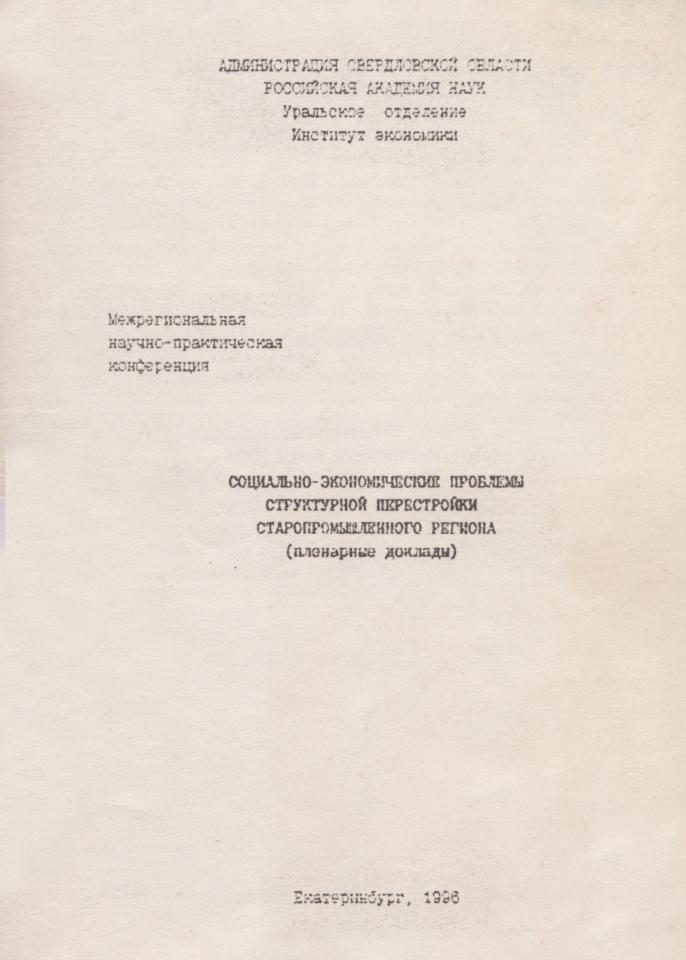 АДМИНИСТРАЦИЯ СВЕРДЛОВСКОЙ ОБЛАСТИ
РОССИЙСКАЯ АКАДЕМИЯ НАУК
Уральское отделение
Институт экономики
Межрегиональная
научно-практическая
конференция
СОЦИАЛЬНО-ЭКОНОМИЧЕСКИЕ ПРОБЛЕМЫ
СТРУКТУРНОЙ ПЕРЕСТРОЙКИ
СТАРОПРОМЫШЛЕННОГО РЕГИОНА
(пленарные доклады)
Екатеринбург, 1996